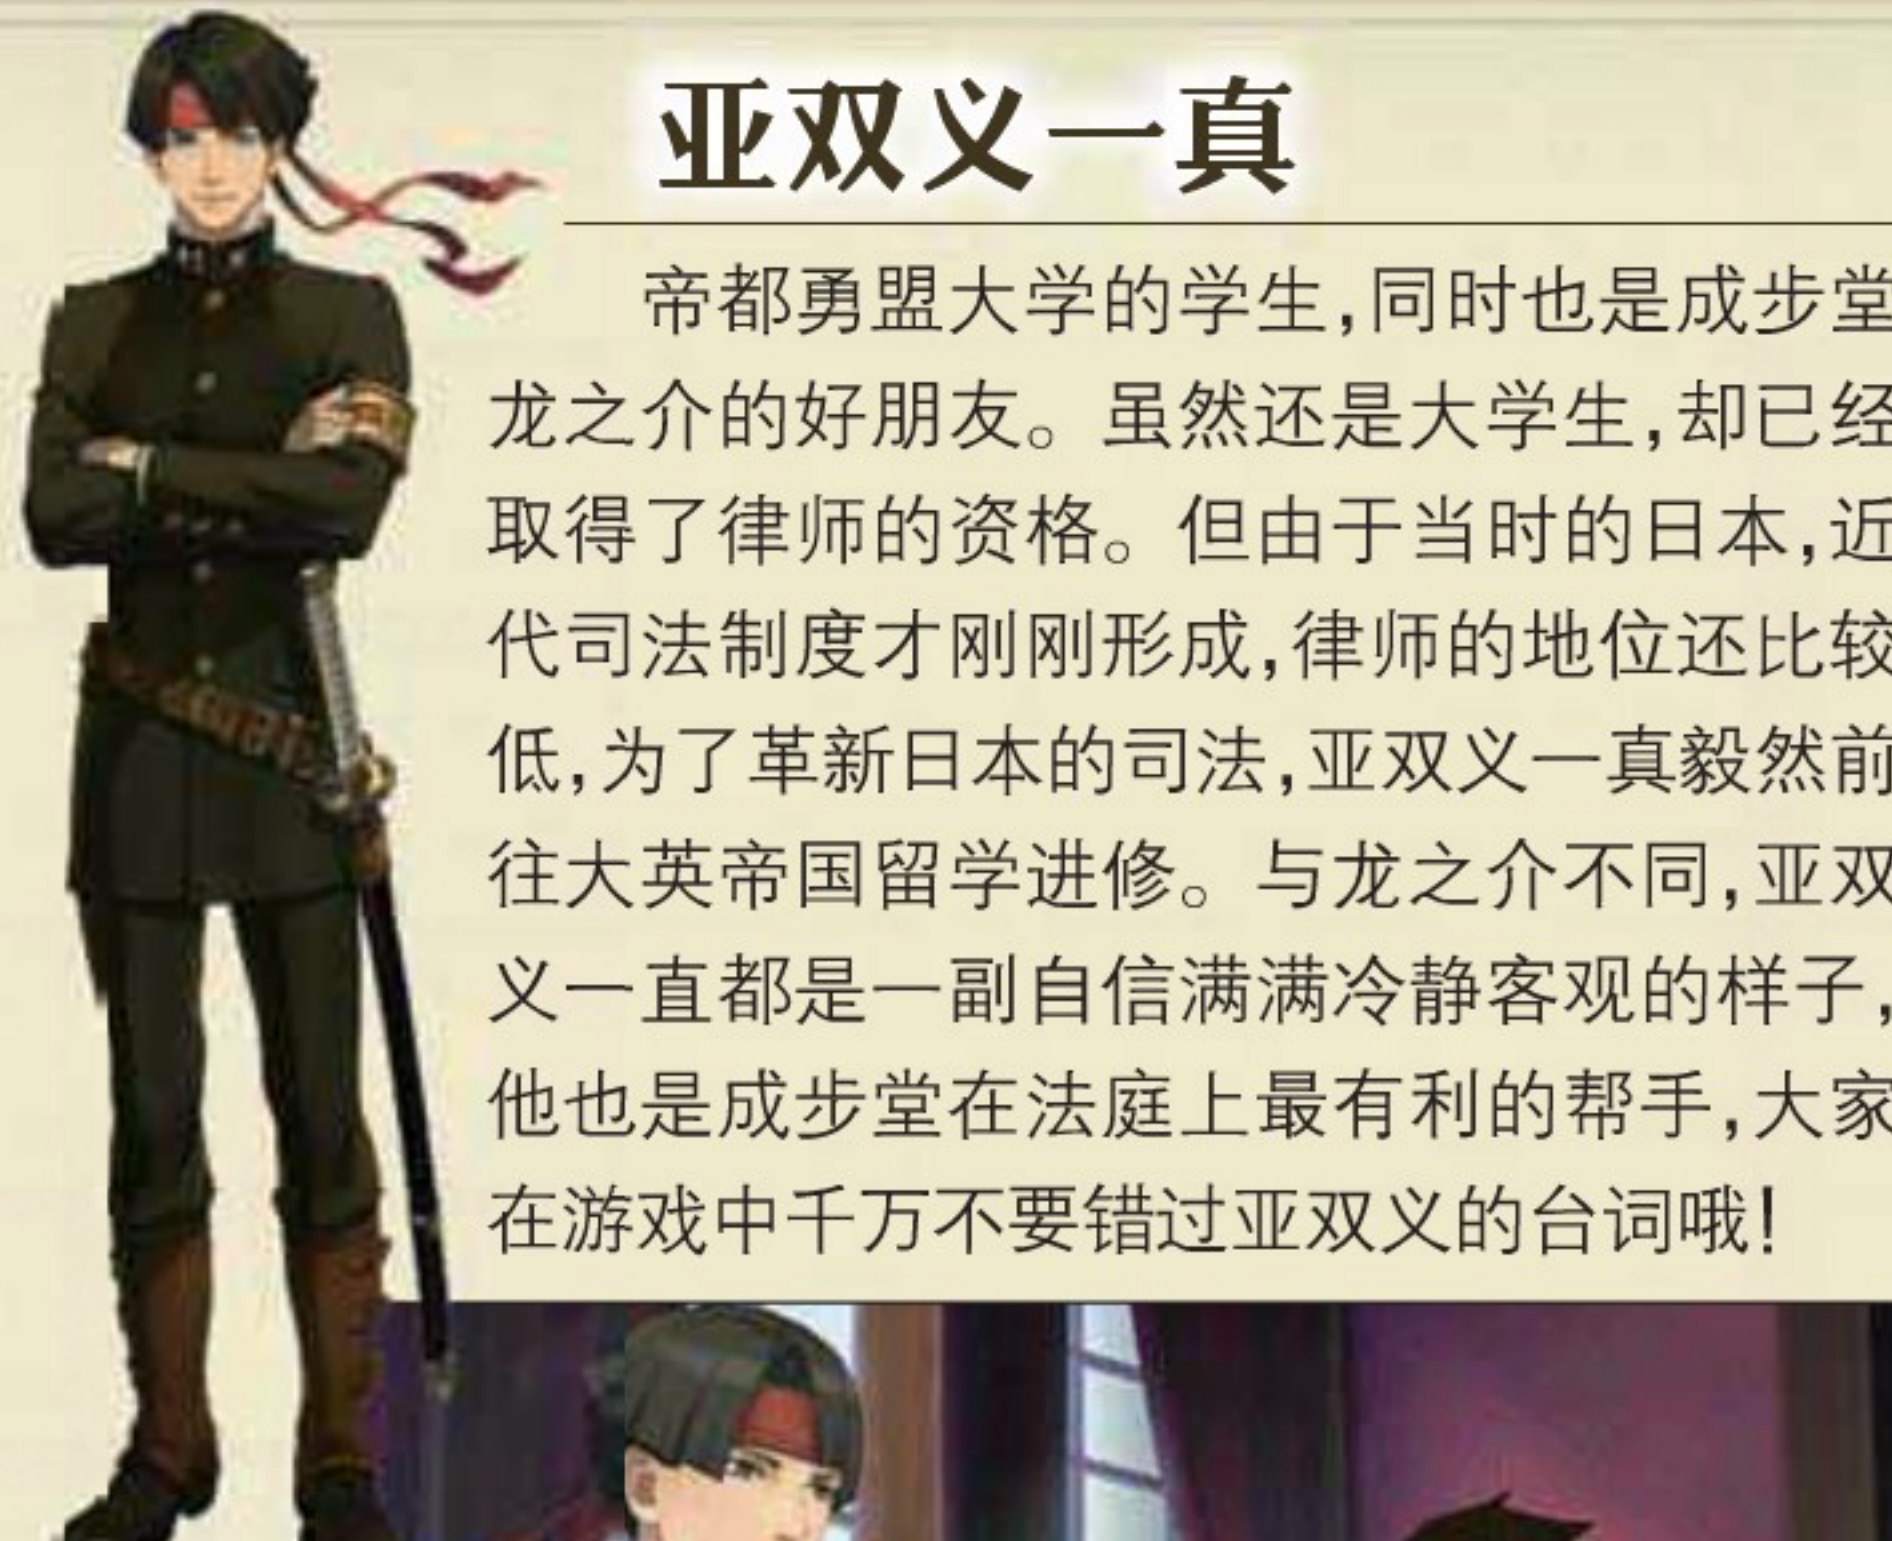 亚双义一真
帝都勇盟大学的学生,同时也是成步堂
龙之介的好朋友。虽然还是大学生,却已经
取得了律师的资格。但由于当时的日本,近
代司法制度才刚刚形成,律师的地位还比较
低,为了革新日本的司法,亚双义一真毅然前
往大英帝国留学进修。与龙之介不同,亚双
义一直都是一副自信满满冷静客观的样子,
他也是成步堂在法庭上最有利的帮手,大家
在游戏中千万不要错过亚双义的台词哦!